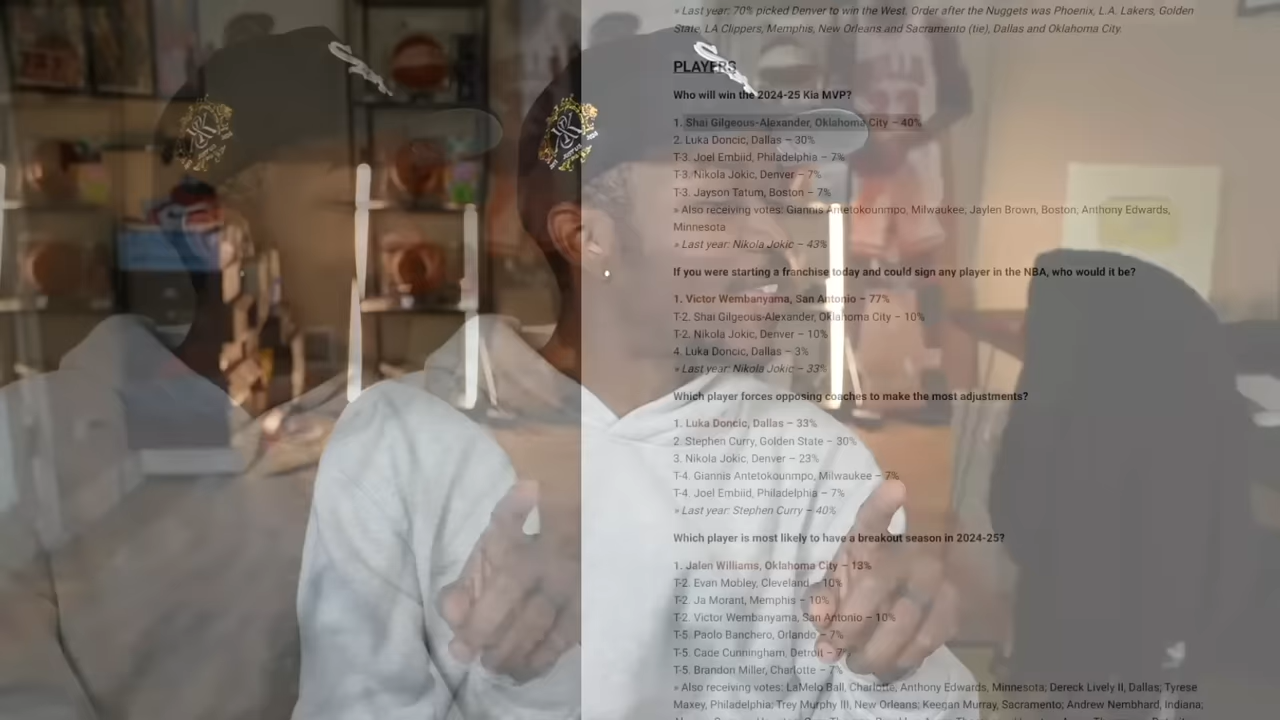 » Last year: 70% picked Denver to win the West. Order after the Nuggets was Phoenix, L.A. Lakers, Golden
State, LA Clippers, Memphis, New Orleans and Sacramento (tie), Dallas and Oklahoma City.
PLAYERS
Who will win the 2024-25 Kia MVP?
1. Shai Gilgeous-Alexander, Oklahoma City – 40%
2. Luka Doncic, Dallas – 30%
T-3. Joel Embiid, Philadelphia – 7%
T-3. Nikola Jokic, Denver – 7%
T-3. Jayson Tatum, Boston – 7%
» Also receiving votes: Giannis Antetokounmpo, Milwaukee, Jaylen Brown, Boston, Anthony Edwards,
Minnesota
» Last year: Nikola Jokic – 43%
If you were starting a franchise today and could sign any player in the NBA, who would it be?
1. Victor Wembanyama, San Antonio – 77%
T-2. Shai Gilgeous-Alexander, Oklahoma City – 10%
T-2. Nikola Jokic, Denver – 10%
4. Luka Doncic, Dallas – 3%
» Last year: Nikola Jokic – 33%
Which player forces opposing coaches to make the most adjustments?
1. Luka Doncic, Dallas – 33%
2. Stephen Curry, Golden State – 30%
3. Nikola Jokic, Denver – 23%
T-4. Giannis Antetokounmpo, Milwaukee – 7%
T-4. Joel Embiid, Philadelphia – 7%
» Last year: Stephen Curry – 40%
Which player is most likely to have a breakout season in 2024-25?
1. Jalen Williams, Oklahoma City – 13%
T-2. Evan Mobley, Cleveland – 10%
T-2. Ja Morant, Memphis – 10%
T-2. Victor Wembanyama, San Antonio – 10%
T-5. Paolo Banchero, Orlando – 7%
T-5. Cade Cunningham, Detroit – 7%
T-5. Brandon Miller, Charlotte – 7%
» Also receiving votes: LaMelo Ball, Charlotte; Anthony Edwards, Minnesota; Dereck Lively II, Dallas; Tyrese
Maxey, Philadelphia; Trey Murphy III, New Orleans; Keegan Murray, Sacramento; Andrew Nembhard, Indiana;